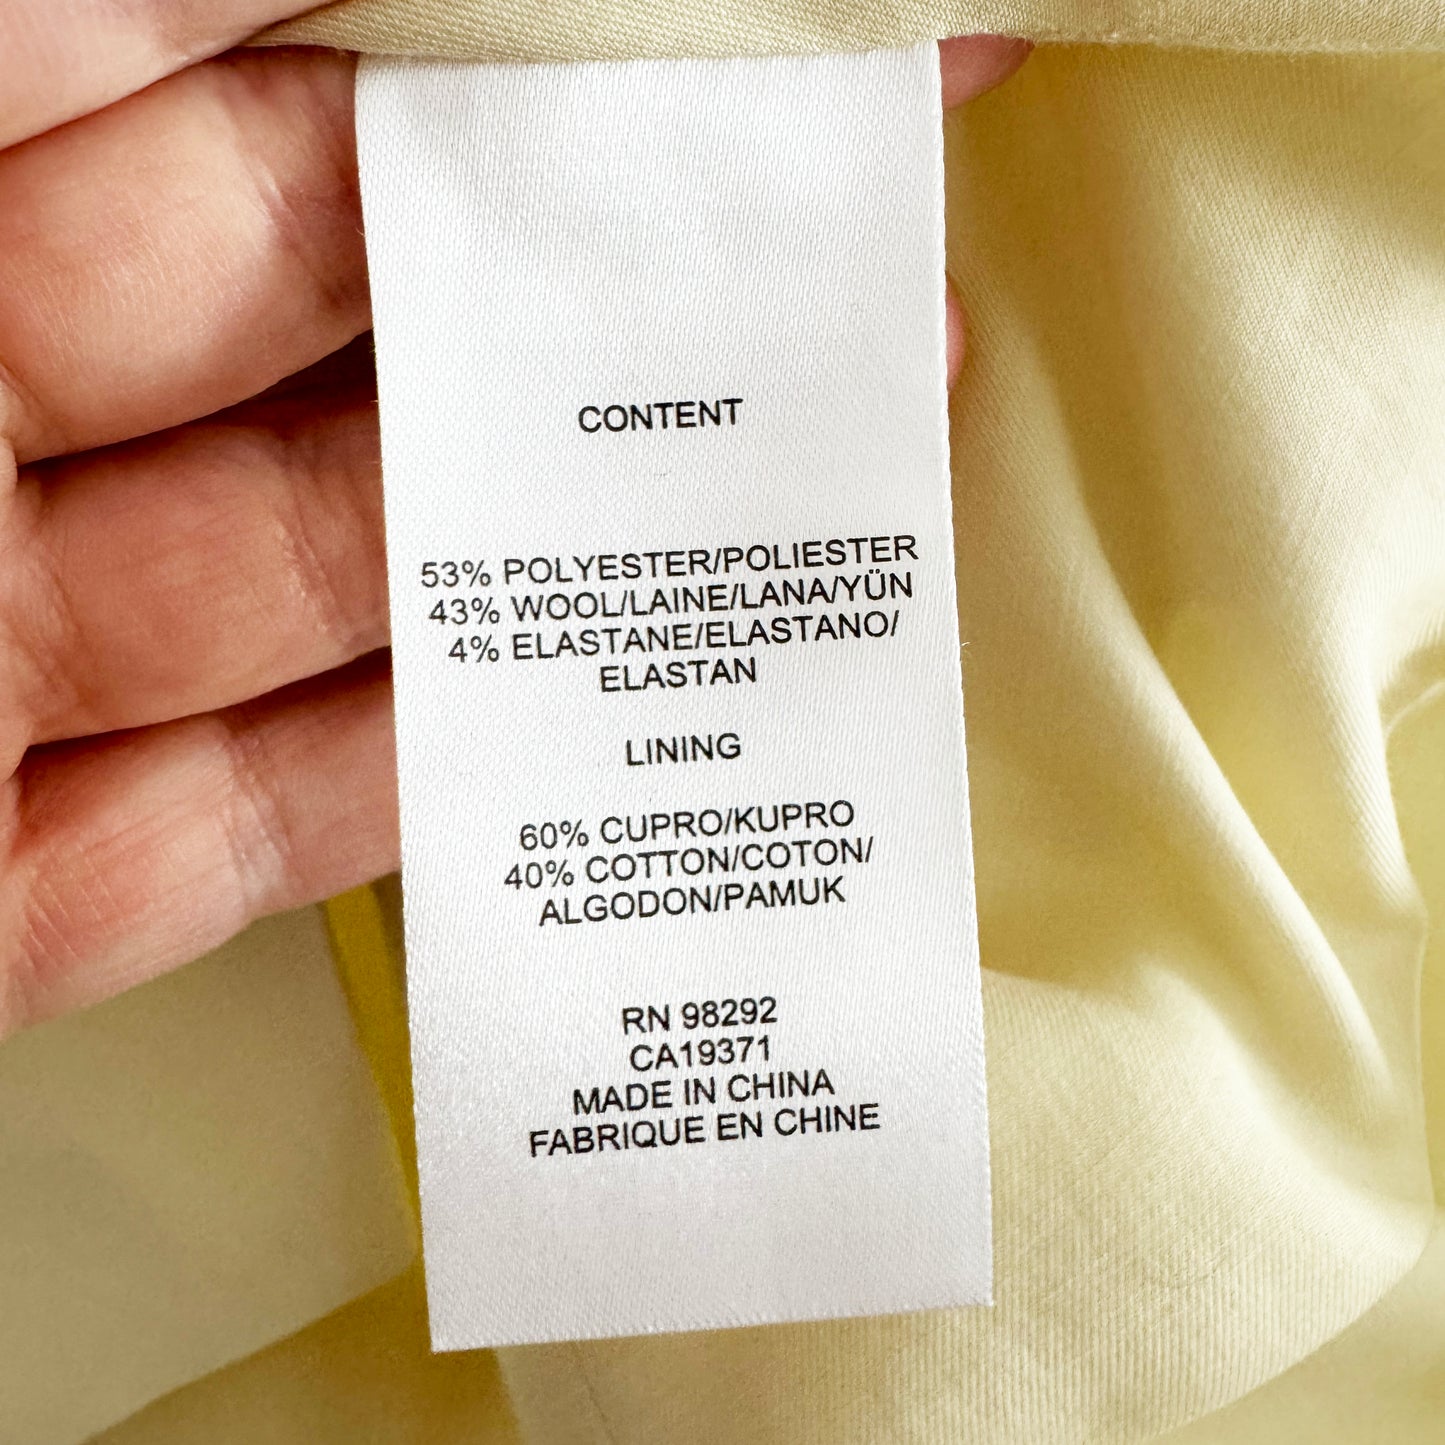 CONTENT
53% POLYESTER/POLIESTER
43% WOOL/LAINE/LANA/YÜN
4% ELASTANE/ELASTANO/
ELASTAN
LINING
60% CUPRO/KUPRO
40% COTTON/COTON/
ALGODON/PAMUK
RN 98292
CA19371
MADE IN CHINA
FABRIQUE EN CHINE